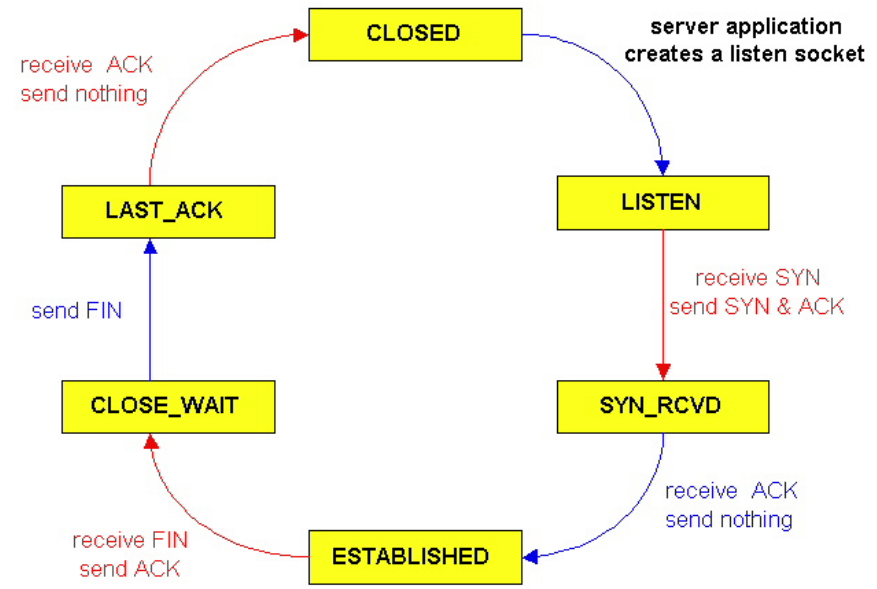 CLOSED
server application
creates a listen socket
receive ACK
send nothing
LAST_ACK
LISTEN
receive SYN
send SYN & ACK
send FIN
CLOSE_WAIT
SYN_RCVD
receive ACK
send nothing
receive FIN
send ACK
ESTABLISHED